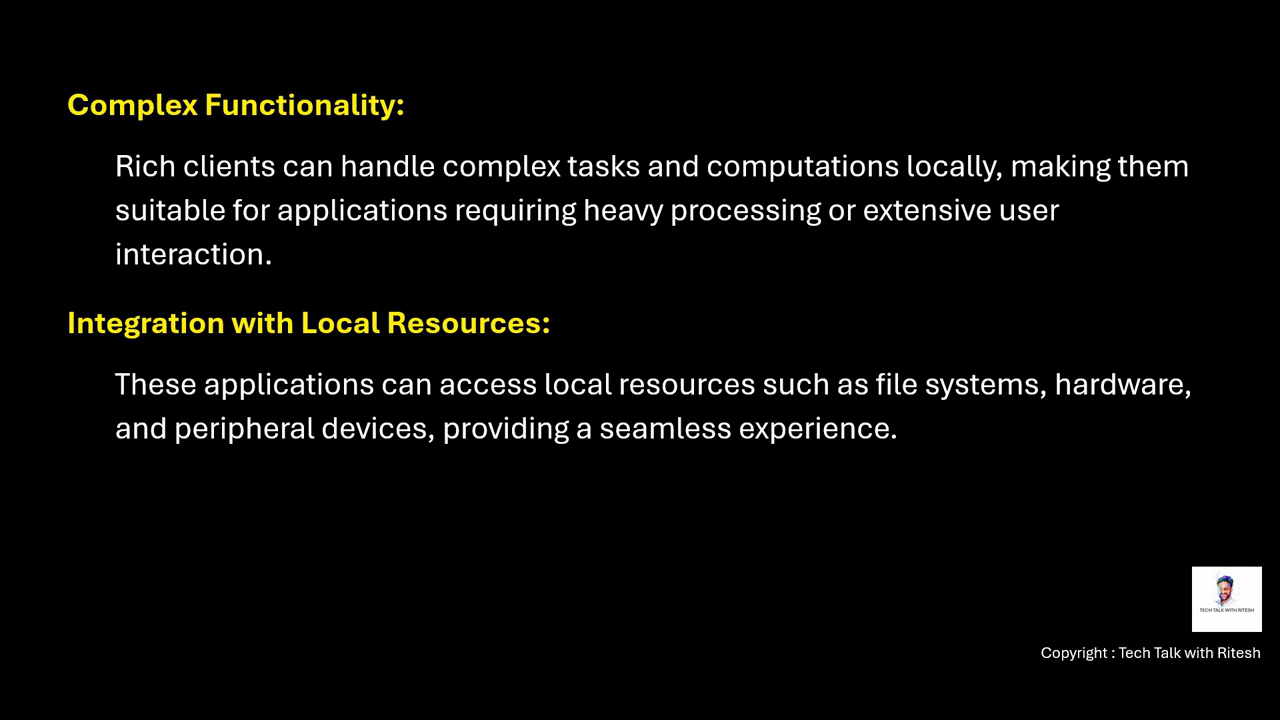 Complex Functionality:
Rich clients can handle complex tasks and computations locally, making them
suitable for applications requiring heavy processing or extensive user
interaction.
Integration with Local Resources:
These applications can access local resources such as file systems, hardware,
and peripheral devices, providing a seamless experience.
TECH TALK WITH RITESH
Copyright : Tech Talk with Ritesh